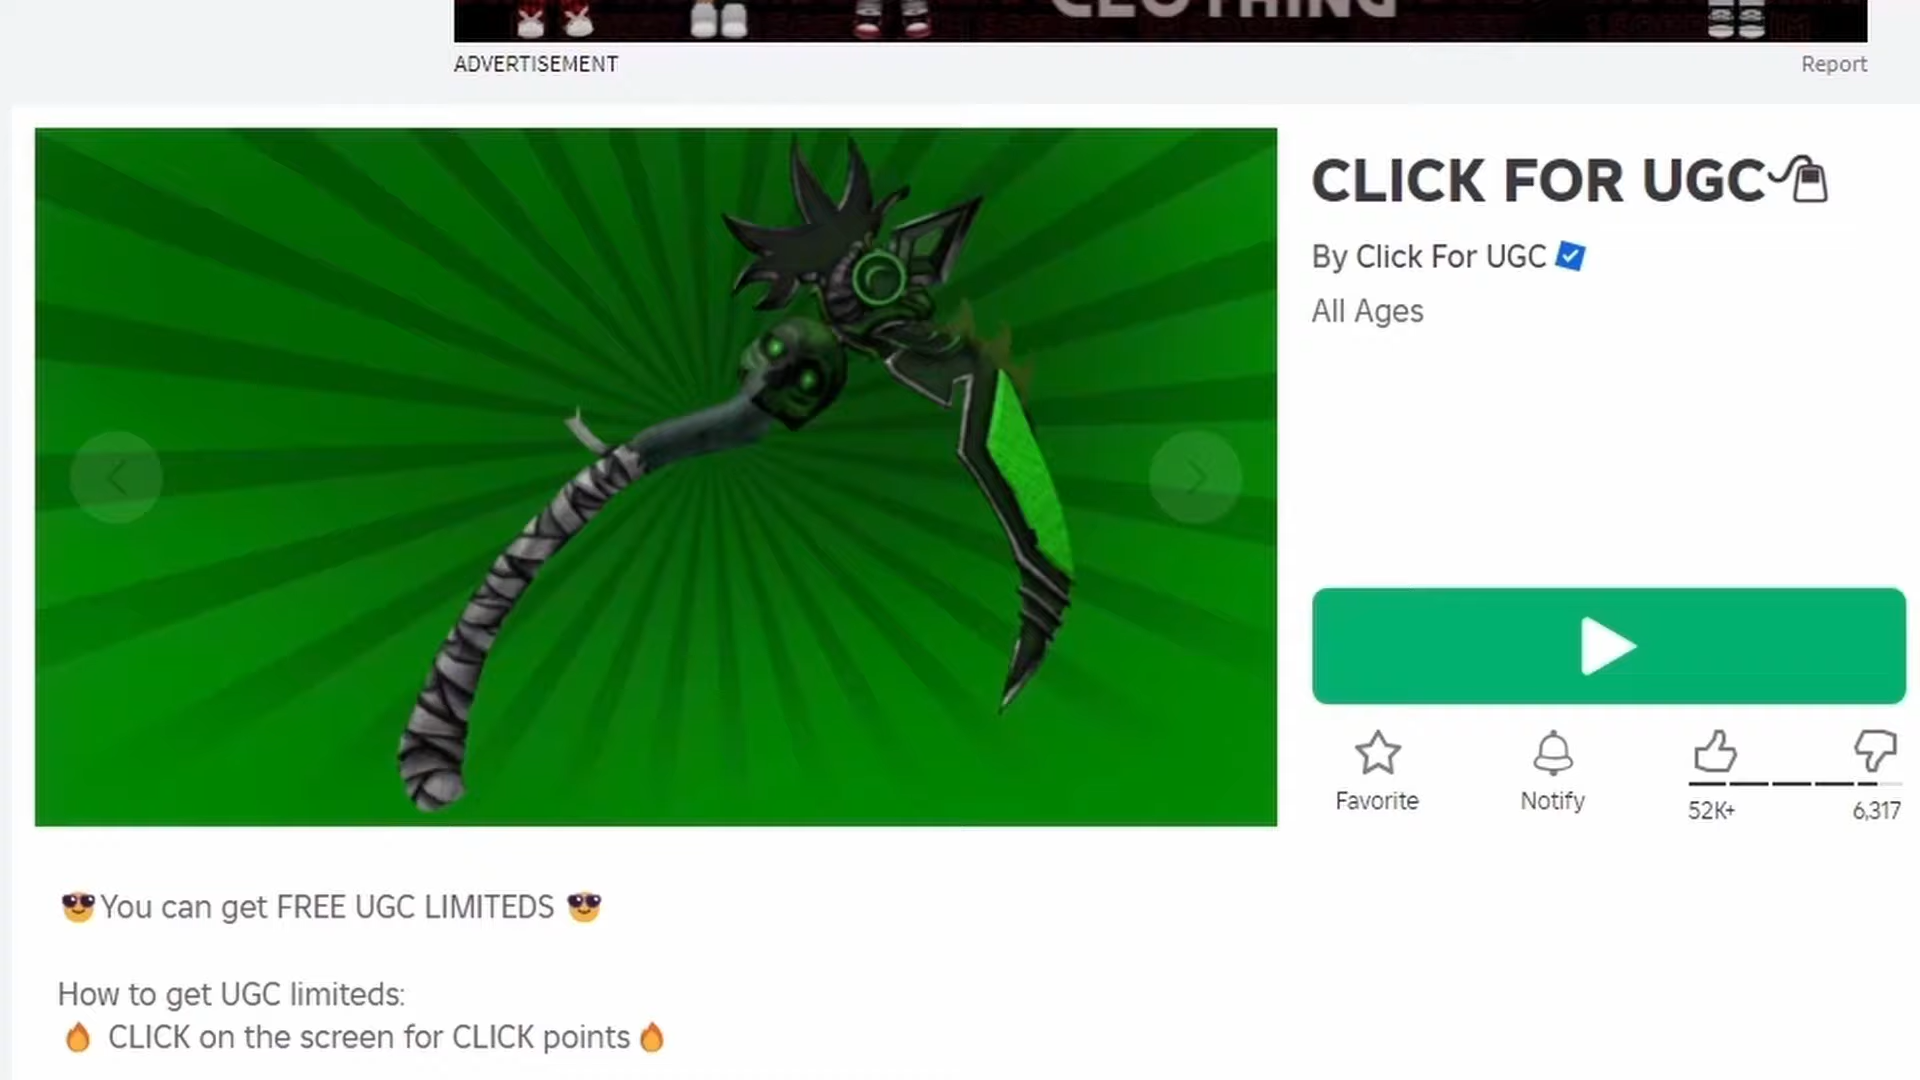 CLOTHING
ADVERTISEMENT
Report
CLICK FOR UGC
By Click For UGC
All Ages
Favorite
Notify
52K+
6,317
You can get FREE UGC LIMITEDS
How to get UGC limiteds:
CLICK on the screen for CLICK points